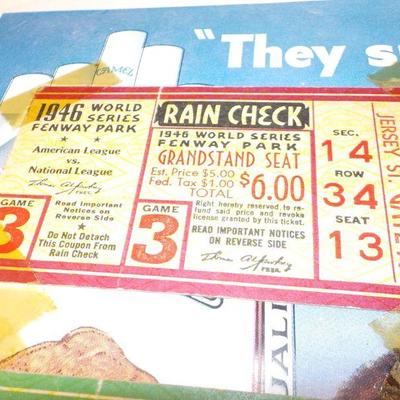 "They
CAMEL
1946 WORLD
SERIES
FENWAY PARK
★
American League
vs.
National League
★
GAME
3
Read Important
Notices on
Reverse Side
★
Do Not Detach
This Coupon From
Rain Check
RAIN CHECK
1946 WORLD SERIES
FENWAY PARK
GRANDSTAND SEAT
Est. Price $5.00
Fed. Tax $1.00
TOTAL
$6.00
GAME
3
Right hereby reserved to re-
fund said price and revoke
license granted by this ticket.
READ IMPORTANT NOTICES
ON REVERSE SIDE
TREAS.
SEC.
14
ROW
34
SEAT
13
JERSEY ST.